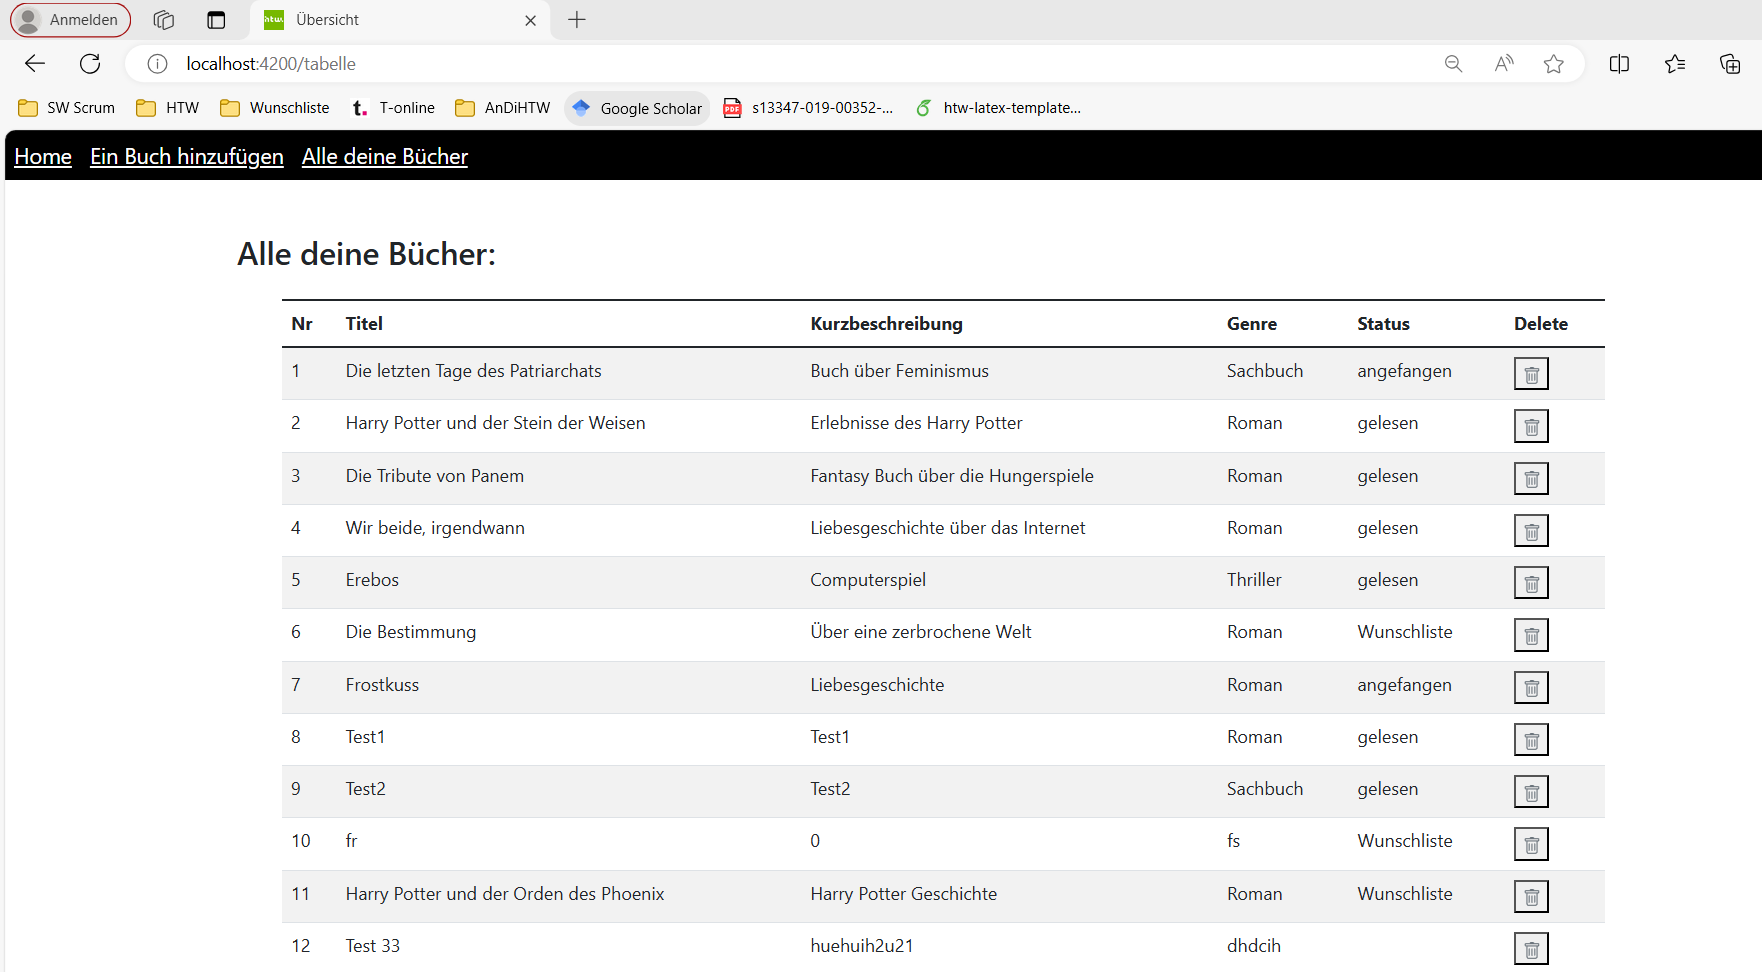 Anmelden
htw.
Übersicht
localhost:4200/tabelle
SW Scrum HTW Wunschliste t. T-online AnDiHTW Google Scholar PDF s13347-019-00352-... htw-latex-template...
Home Ein Buch hinzufügen Alle deine Bücher
Alle deine Bücher:
Nr Titel Kurzbeschreibung Genre Status Delete
1 Die letzten Tage des Patriarchats Buch über Feminismus Sachbuch angefangen
2 Harry Potter und der Stein der Weisen Erlebnisse des Harry Potter Roman gelesen
3 Die Tribute von Panem Fantasy Buch über die Hungerspiele Roman gelesen
4 Wir beide, irgendwann Liebesgeschichte über das Internet Roman gelesen
5 Erebos Computerspiel Thriller gelesen
6 Die Bestimmung Über eine zerbrochene Welt Roman Wunschliste
7 Frostkuss Liebesgeschichte Roman angefangen
8 Test1 Test1 Roman gelesen
9 Test2 Test2 Sachbuch gelesen
10 fr 0 fs Wunschliste
11 Harry Potter und der Orden des Phoenix Harry Potter Geschichte Roman Wunschliste
12 Test 33 huehuih2u21 dhdcih